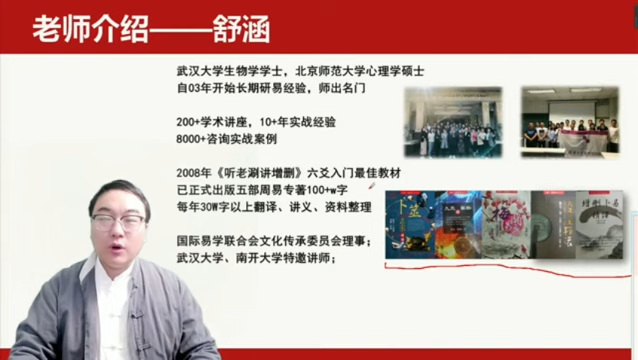 老师介绍——舒涵
武汉大学生物学学士，北京师范大学心理学硕士
自03年开始长期研易经验，师出名门
200+学术讲座，10+年实战经验
8000+咨询实战案例
2008年《听老涮讲增删》六爻入门最佳教材
已正式出版五部周易专著100+w字
每年30W字以上翻译、讲义、资料整理
国际易学联合会文化传承委员会理事；
武汉大学、南开大学特邀讲师；